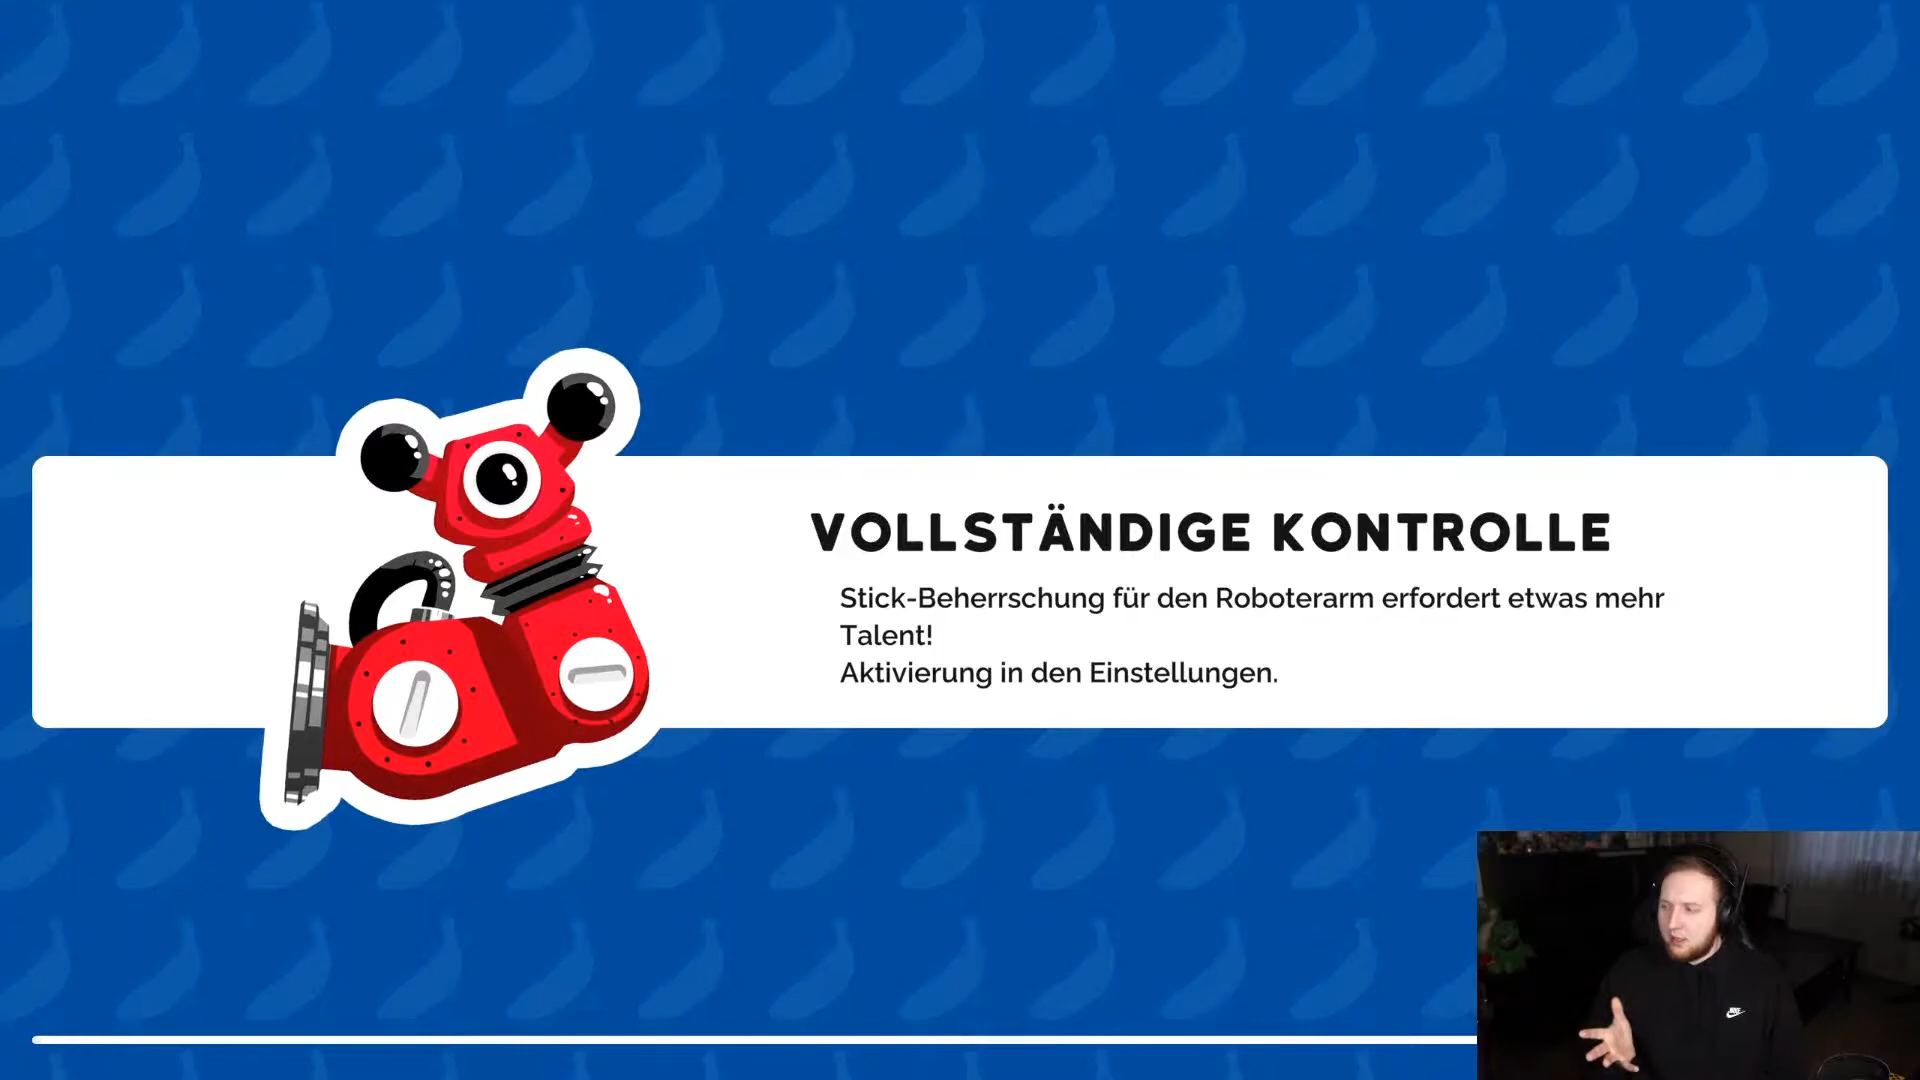 VOLLSTÄNDIGE KONTROLLE
Stick-Beherrschung für den Roboterarm erfordert etwas mehr
Talent!
Aktivierung in den Einstellungen.